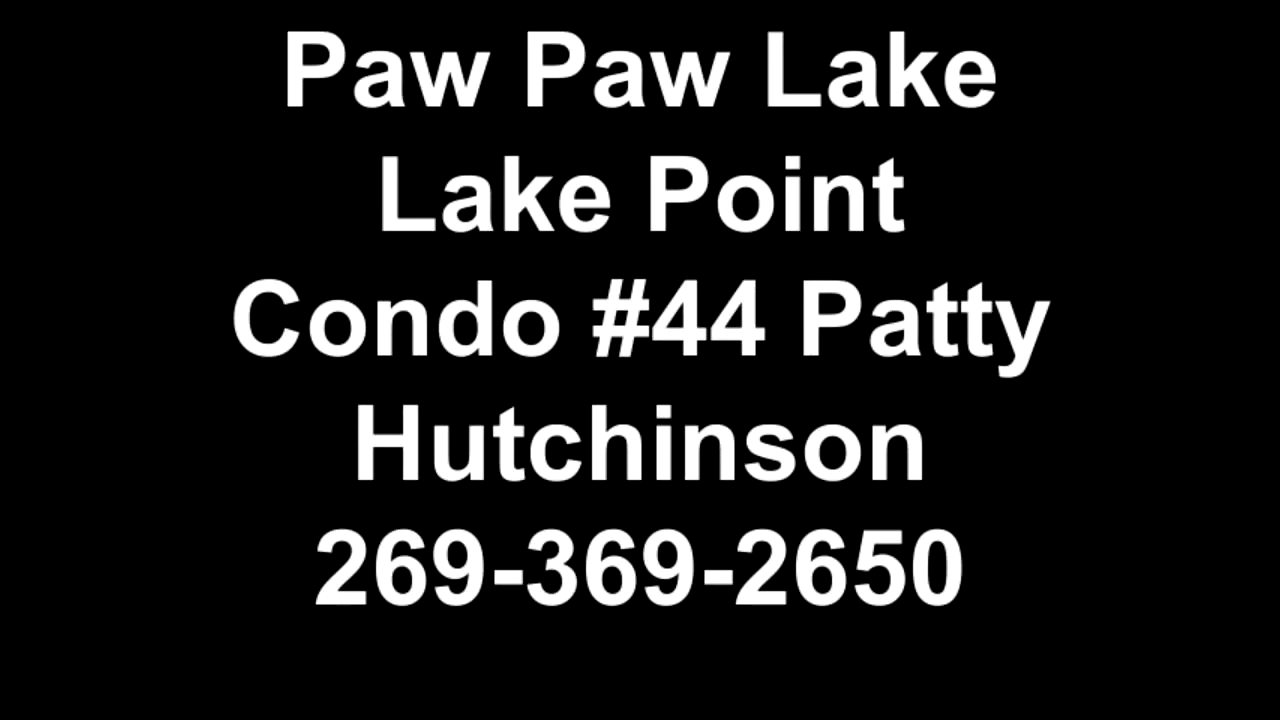 Paw Paw Lake
Lake Point
Condo #44 Patty
Hutchinson
269-369-2650